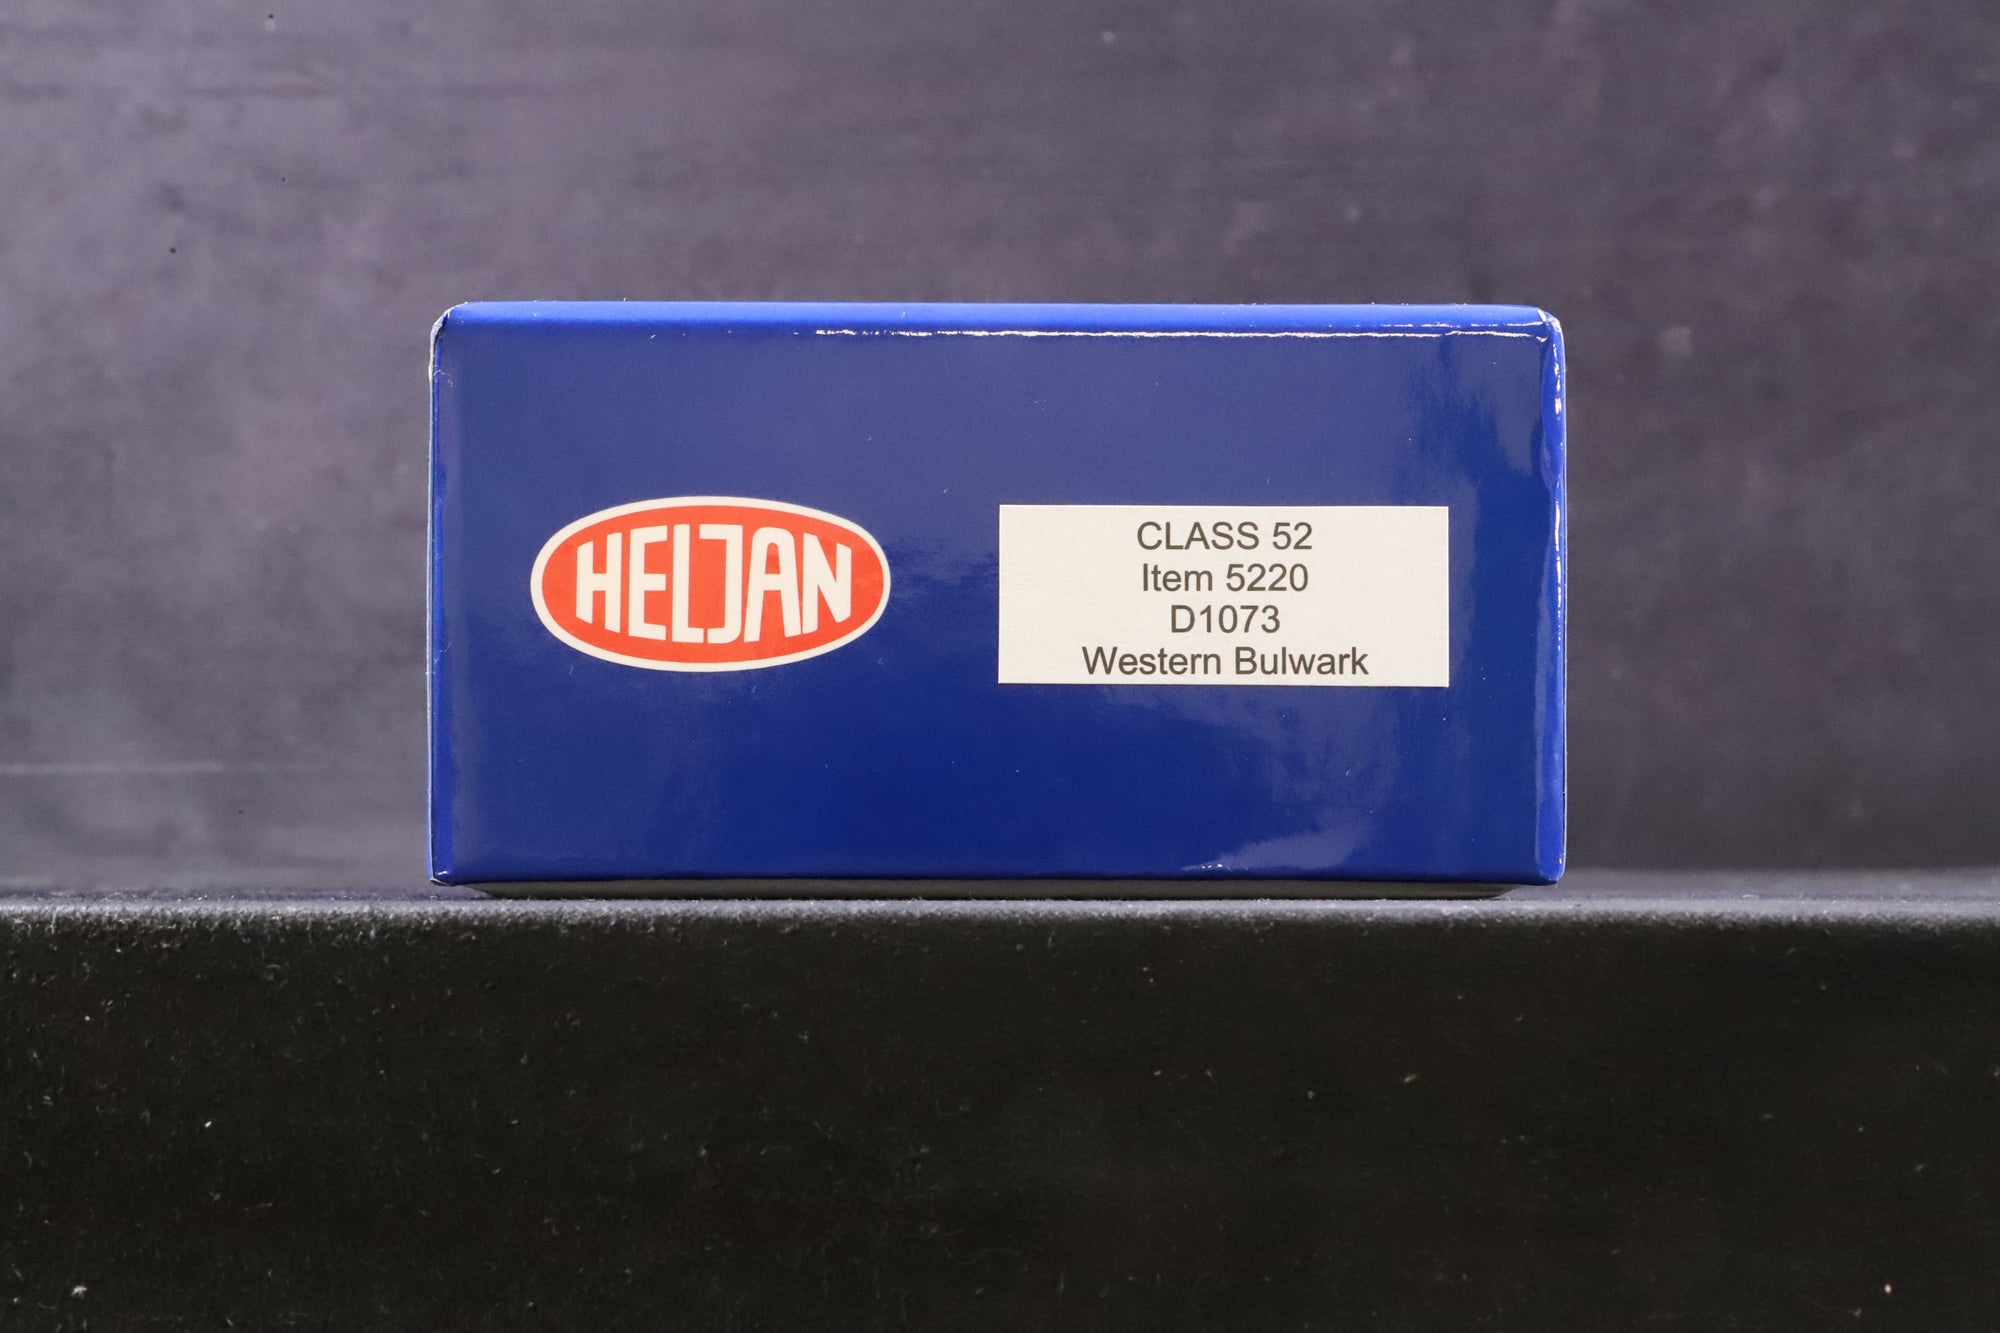 HELJAN
CLASS 52
Item 5220
D1073
Western Bulwark